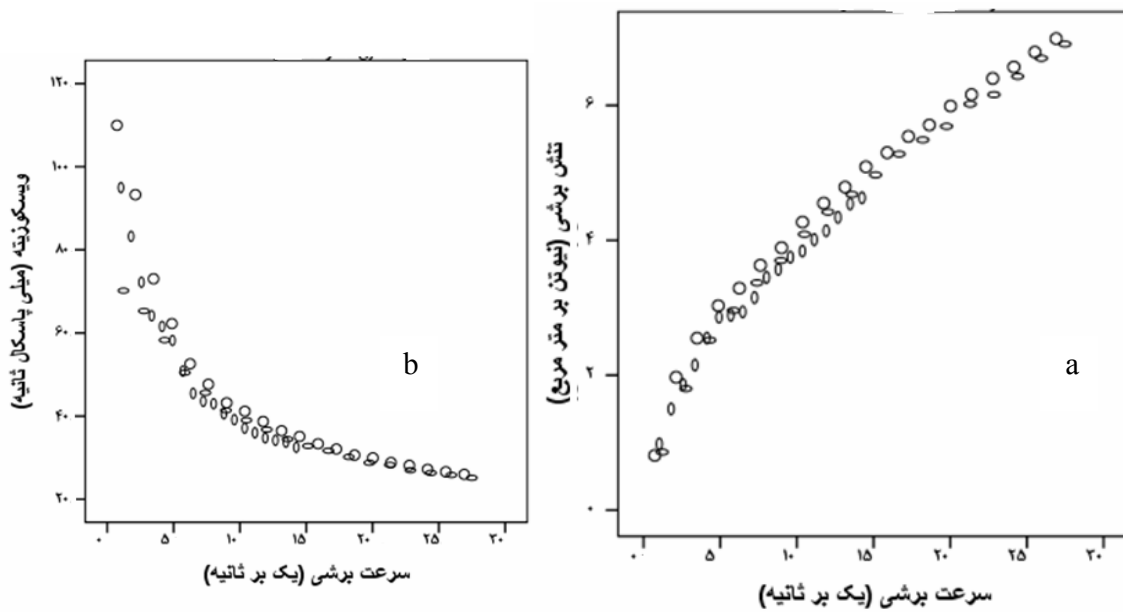 ویسکوزیته (میلی پاسکال ثانیه)
۱۲۰
۱۰۰
۸۰
۶۰
۴۰
۲۰
b
۰ ۵ ۱۰ ۱۵ ۲۰ ۲۵ ۳۰
سرعت برشی (یک بر ثانیه)
تنش برشی (نیوتن بر متر مربع)
۶
۴
۲
۰
a
۰ ۵ ۱۰ ۱۵ ۲۰ ۲۵ ۳۰
سرعت برشی (یک بر ثانیه)